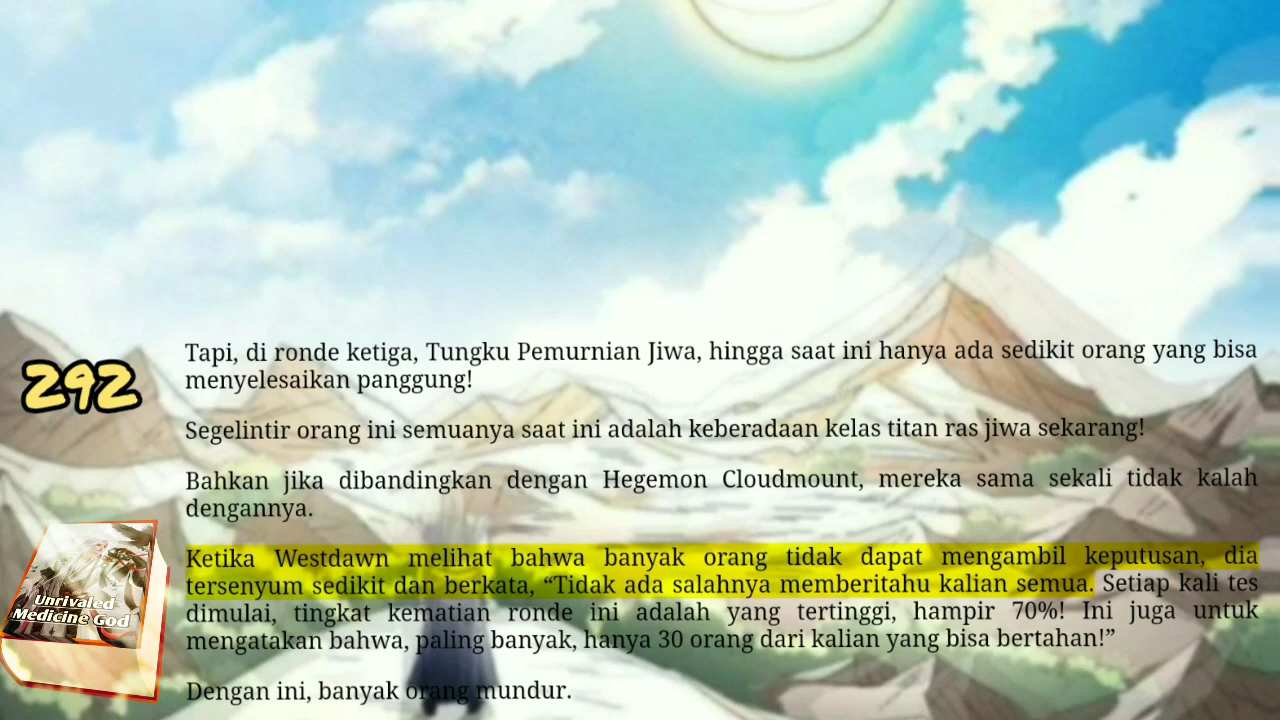 Tapi, di ronde ketiga, Tungku Pemurnian Jiwa, hingga saat ini hanya ada sedikit orang yang bisa
menyelesaikan panggung!
292
Segelintir orang ini semuanya saat ini adalah keberadaan kelas titan ras jiwa sekarang!
Bahkan jika dibandingkan dengan Hegemon Cloudmount, mereka sama sekali tidak kalah
dengannya.
Ketika Westdawn melihat bahwa banyak orang tidak dapat mengambil keputusan, dia
tersenyum sedikit dan berkata, “Tidak ada salahnya memberitahu kalian semua. Setiap kali tes
dimulai, tingkat kematian ronde ini adalah yang tertinggi, hampir 70%! Ini juga untuk
mengatakan bahwa, paling banyak, hanya 30 orang dari kalian yang bisa bertahan!”
Unrivaled
Medicine God
Dengan ini, banyak orang mundur.